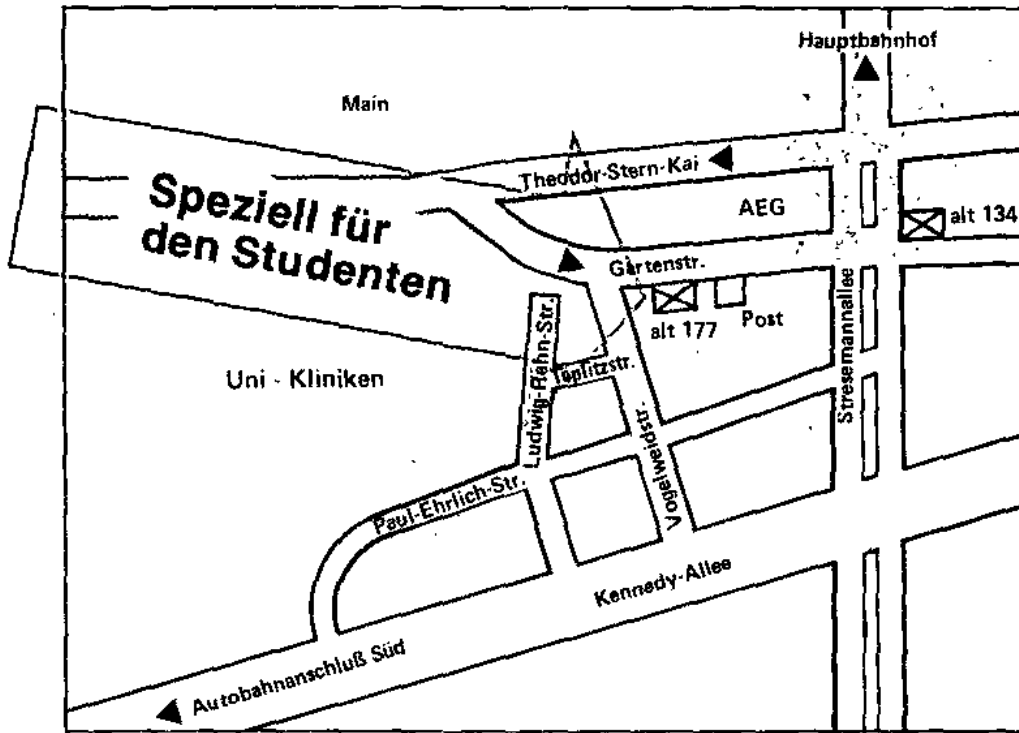 Hauptbahnhof
Main
Theodor-Stern-Kai
Speziell für
den Studenten
AEG
alt 134
Gartenstr.
alt 177
Post
Stresemannallee
Uni - Kliniken
Ludwig-Rehn-Str.
Töplitzstr.
Vogelweidstr.
Paul-Ehrlich-Str.
Kennedy-Allee
Autobahnanschluß Süd